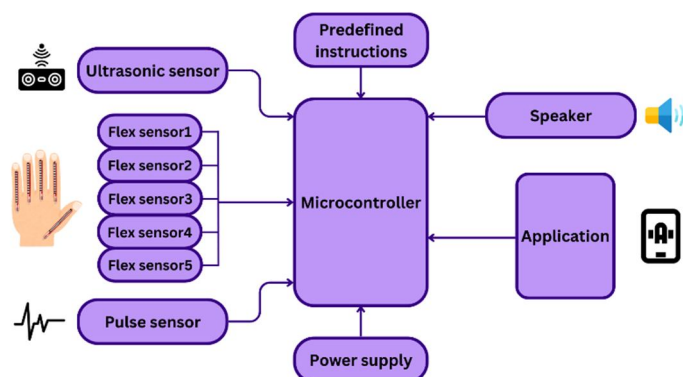 Predefined
instructions
Ultrasonic sensor
Speaker
Flex sensor1
Flex sensor2
Flex sensor3
Flex sensor4
Flex sensor5
Microcontroller
Application
A
Pulse sensor
Power supply